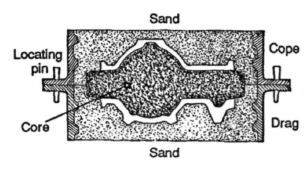 Sand
Locating
pin
Cope
Core
Drag
Sand